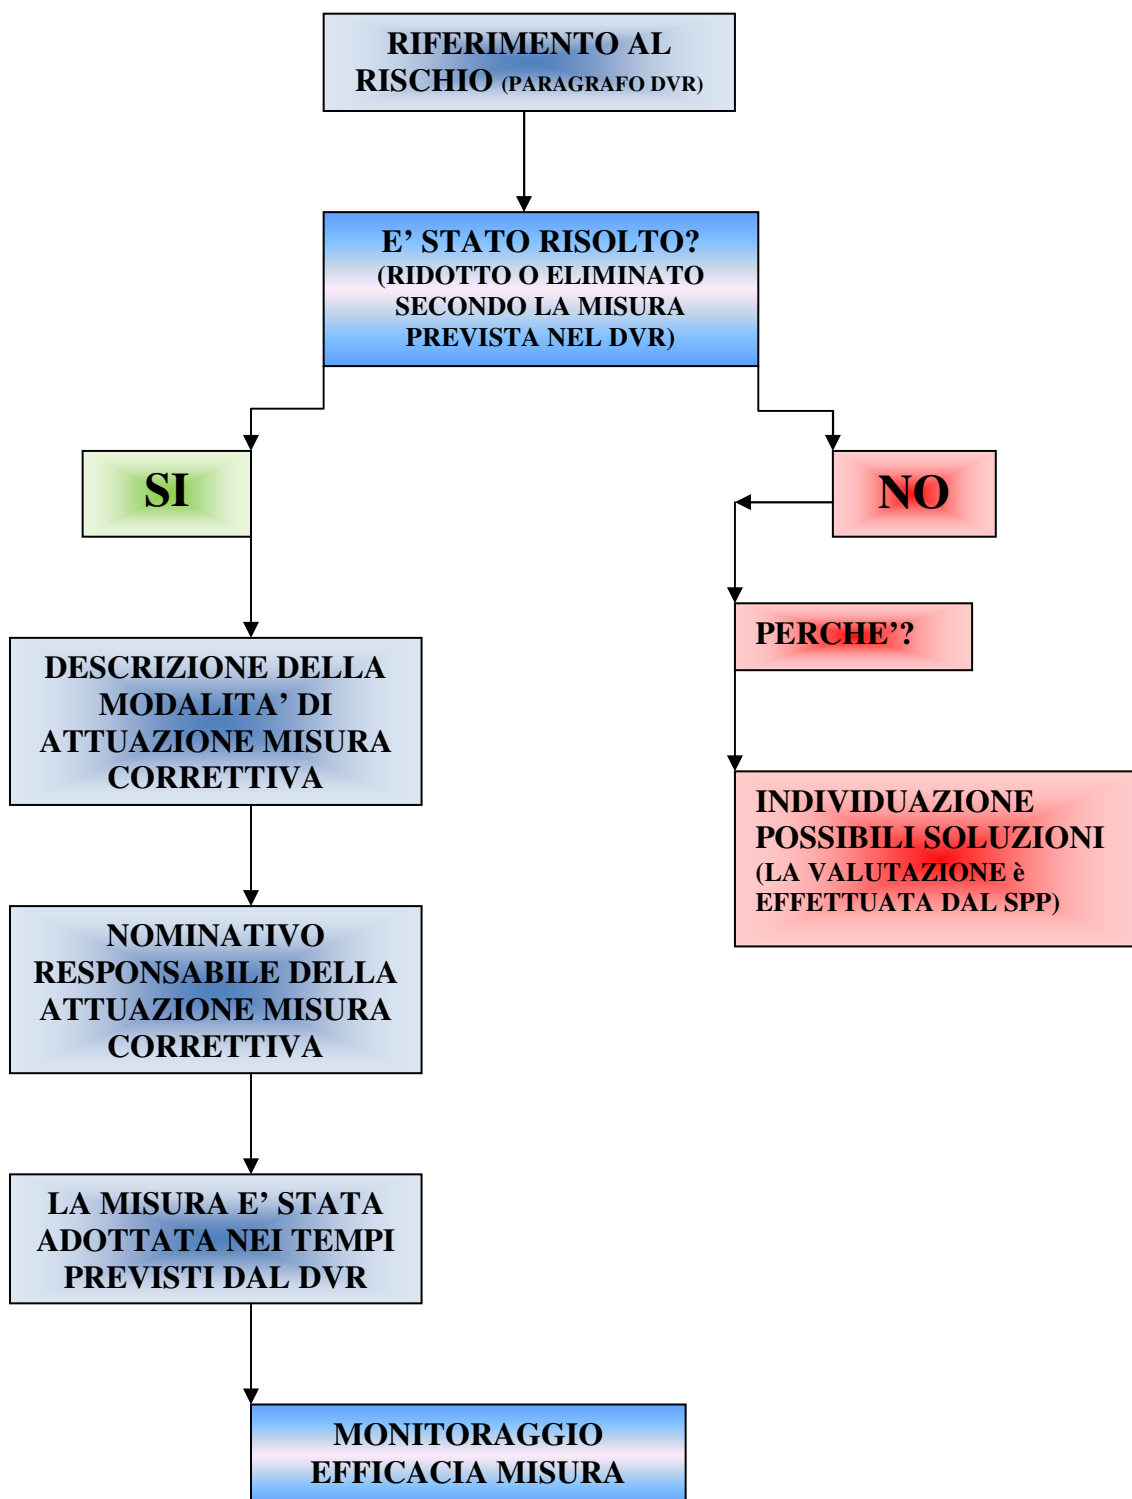 RIFERIMENTO AL
RISCHIO (PARAGRAFO DVR)
E’ STATO RISOLTO?
(RIDOTTO O ELIMINATO
SECONDO LA MISURA
PREVISTA NEL DVR)
SI
NO
PERCHE’?
DESCRIZIONE DELLA
MODALITA’ DI
ATTUAZIONE MISURA
CORRETTIVA
INDIVIDUAZIONE
POSSIBILI SOLUZIONI
(LA VALUTAZIONE è
EFFETTUATA DAL SPP)
NOMINATIVO
RESPONSABILE DELLA
ATTUAZIONE MISURA
CORRETTIVA
LA MISURA E’ STATA
ADOTTATA NEI TEMPI
PREVISTI DAL DVR
MONITORAGGIO
EFFICACIA MISURA